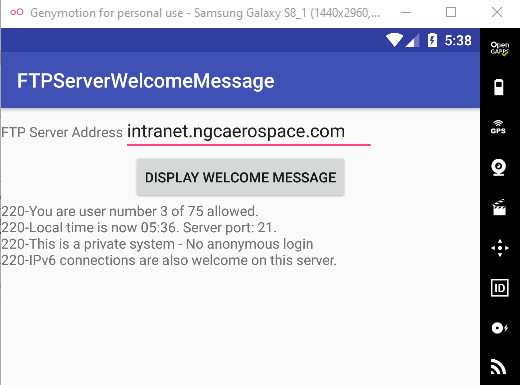 Genymotion for personal use - Samsung Galaxy S8_1 (1440x2960,...
5:38
Open
GAPPS
FTPServerWelcomeMessage
FTP Server Address intranet.ngcaerospace.com
GPS
DISPLAY WELCOME MESSAGE
220-You are user number 3 of 75 allowed.
220-Local time is now 05:36. Server port: 21.
220-This is a private system - No anonymous login
220-IPv6 connections are also welcome on this server.
ID